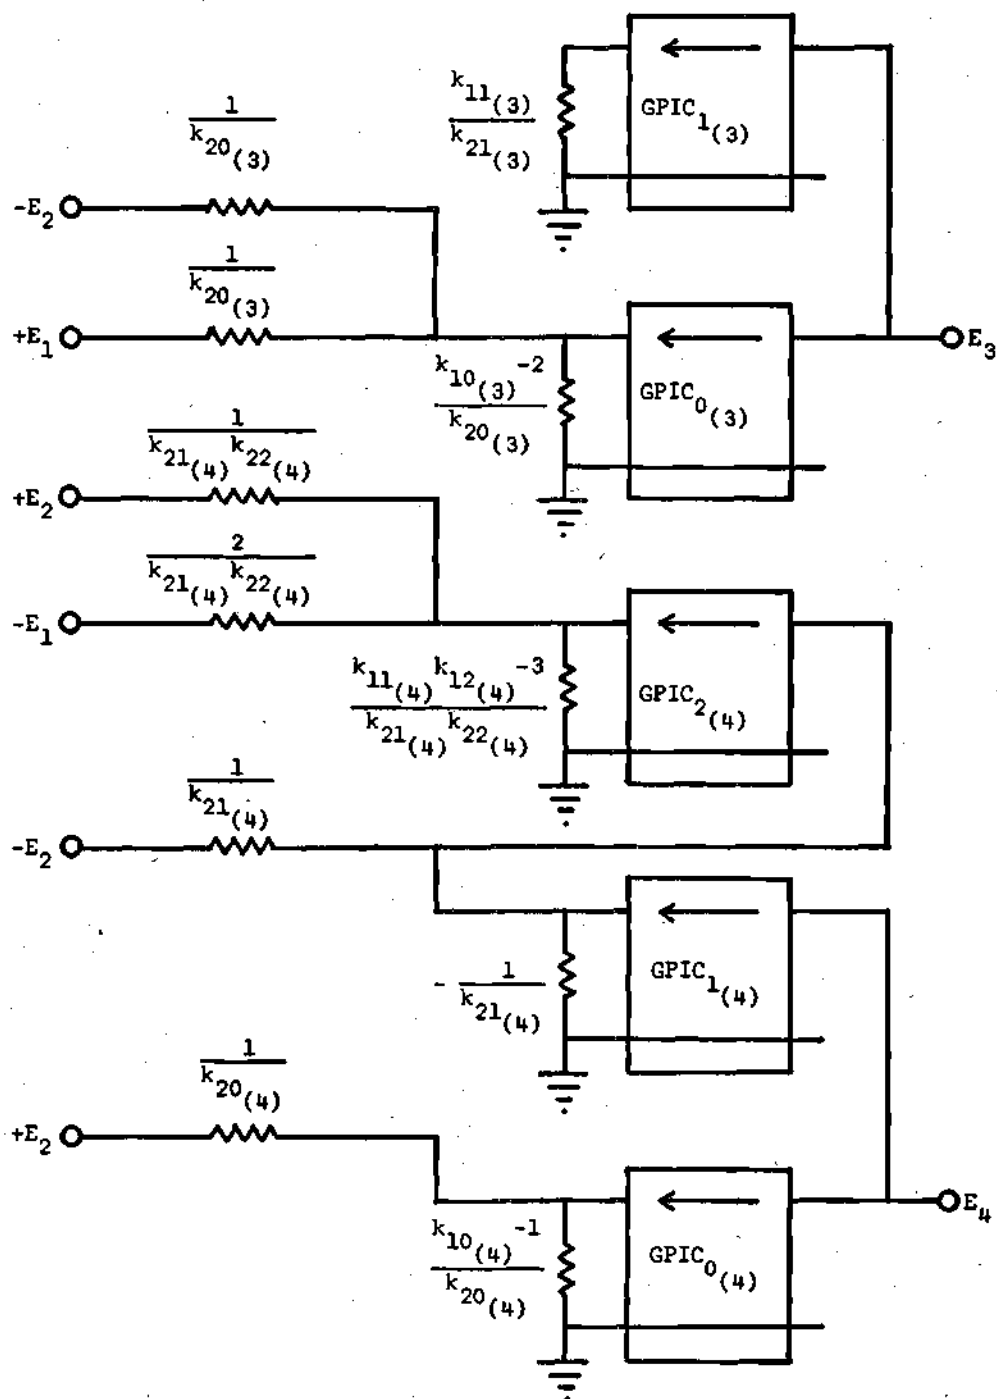 k11(3)
k21(3)
GPIC1(3)
1
k20(3)
-E2
1
k20(3)
+E1
k10(3)-2
k20(3)
GPIC0(3)
E3
1
k21(4)k22(4)
+E2
2
k21(4)k22(4)
-E1
k11(4)k12(4)-3
k21(4)k22(4)
GPIC2(4)
1
k21(4)
-E2
- 1
k21(4)
GPIC1(4)
1
k20(4)
+E2
k10(4)-1
k20(4)
GPIC0(4)
E4